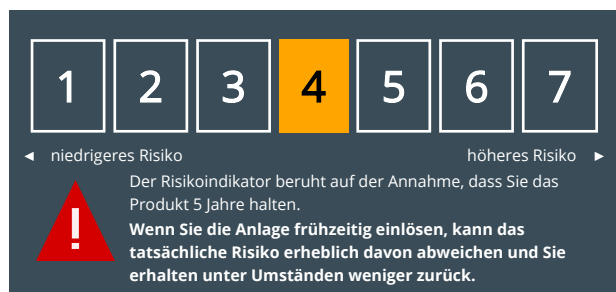 1 2 3 4 5 6 7
◄ niedrigeres Risiko höheres Risiko ►
Der Risikoindikator beruht auf der Annahme, dass Sie das
Produkt 5 Jahre halten.
Wenn Sie die Anlage frühzeitig einlösen, kann das
tatsächliche Risiko erheblich davon abweichen und Sie
erhalten unter Umständen weniger zurück.
!